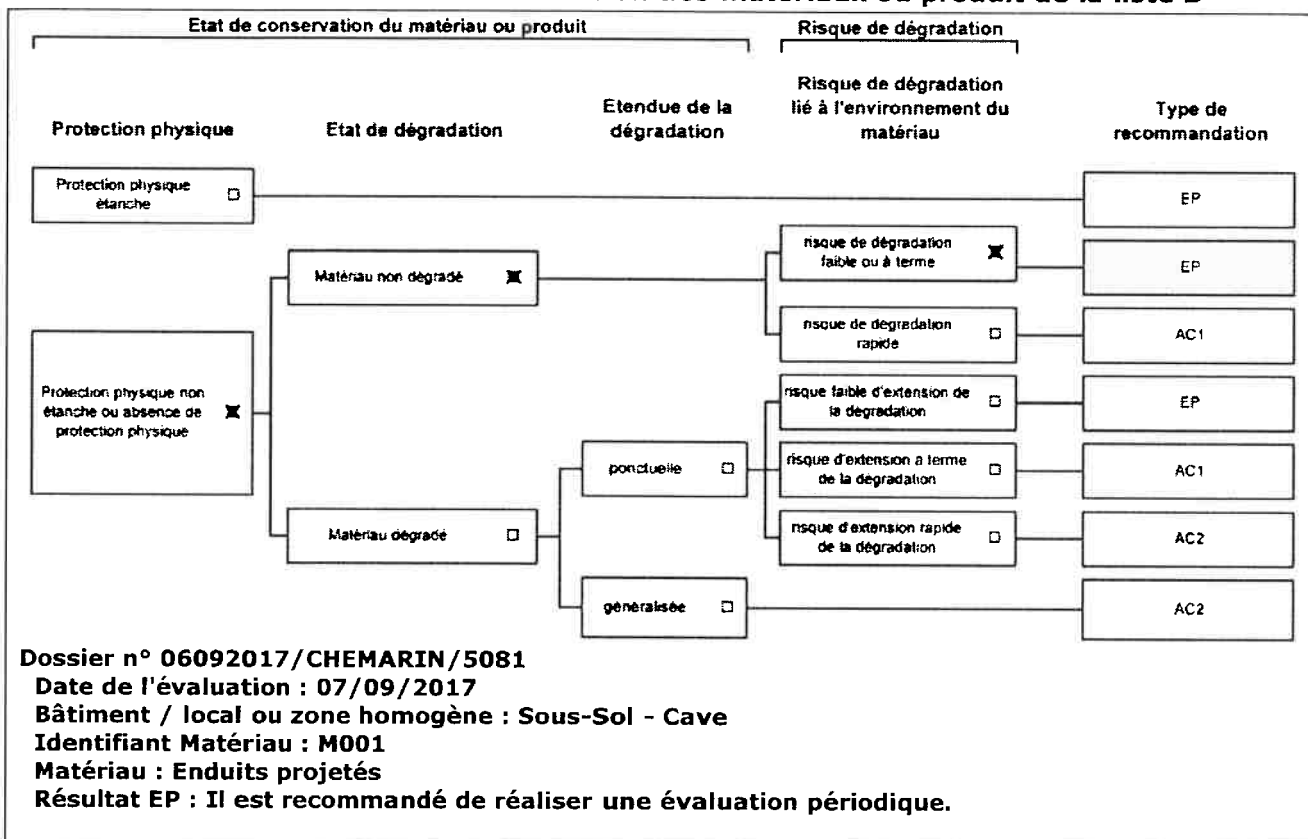 Etat de conservation du matériau ou produit
Risque de dégradation
Protection physique
Etat de dégradation
Etendue de la
dégradation
Risque de dégradation
lié à l'environnement du
matériau
Type de
recommandation
Protection physique
étanche
EP
Matériau non dégradé
risque de dégradation
faible ou à terme
EP
risque de dégradation
rapide
AC1
Protection physique non
étanche ou absence de
protection physique
risque faible d'extension de
la dégradation
EP
ponctuelle
risque d'extension à terme
de la dégradation
AC1
Matériau dégradé
risque d'extension rapide
de la dégradation
AC2
généralisée
AC2
Dossier n° 06092017/CHEMARIN/5081
Date de l'évaluation : 07/09/2017
Bâtiment / local ou zone homogène : Sous-Sol - Cave
Identifiant Matériau : M001
Matériau : Enduits projetés
Résultat EP : Il est recommandé de réaliser une évaluation périodique.